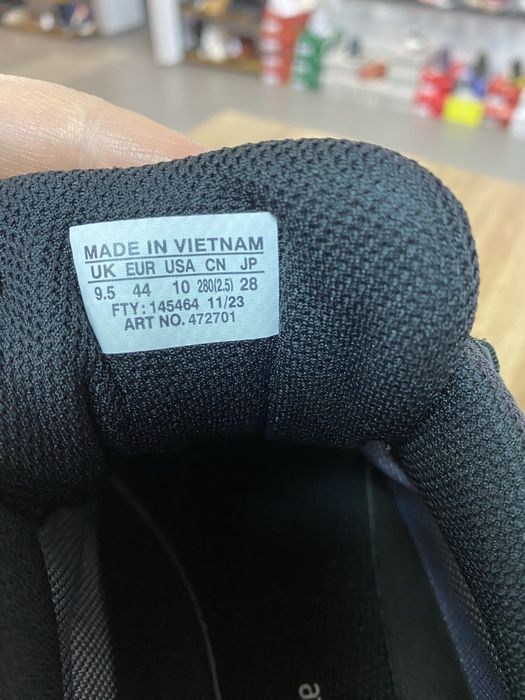 MADE IN VIETNAM
UK EUR USA CN JP
9.5 44 10 280(2.5) 28
FTY: 145464 11/23
ART NO. 472701